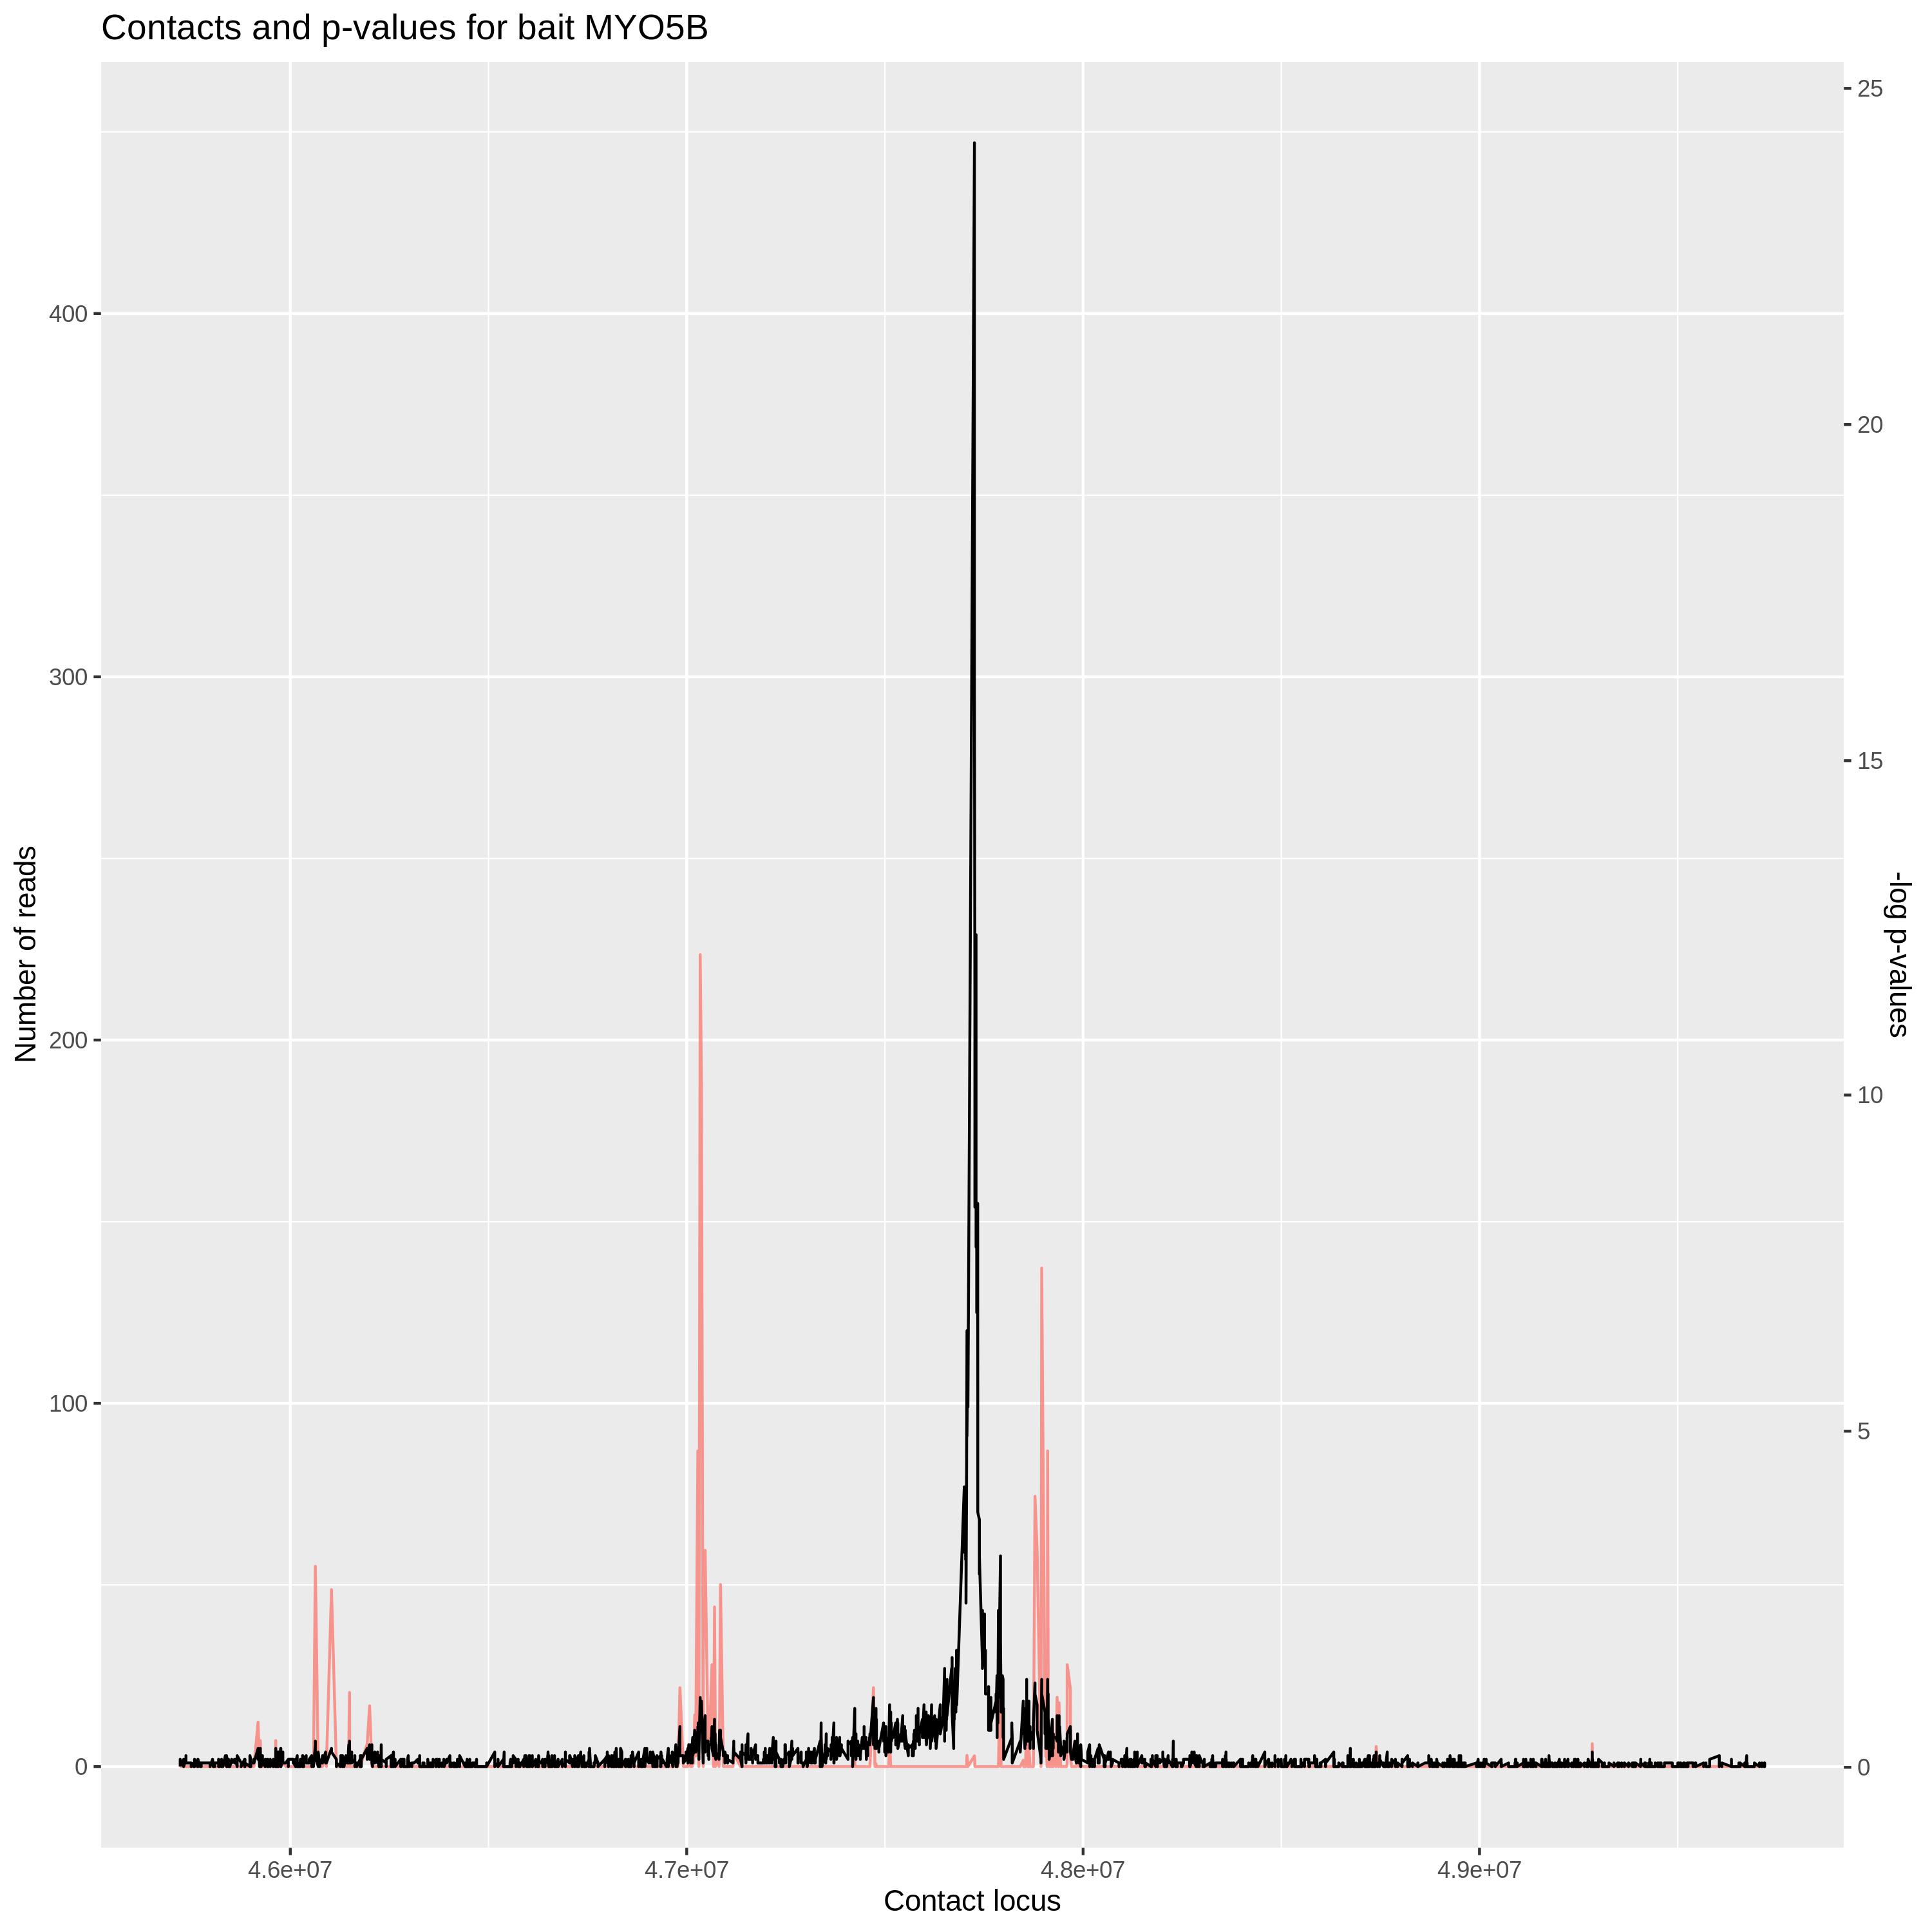 Contacts and p-values for bait MYO5B
Number of reads
400
300
200
100
0
25
20
15
10
5
0
-log p-values
4.6e+07
4.7e+07
4.8e+07
4.9e+07
Contact locus